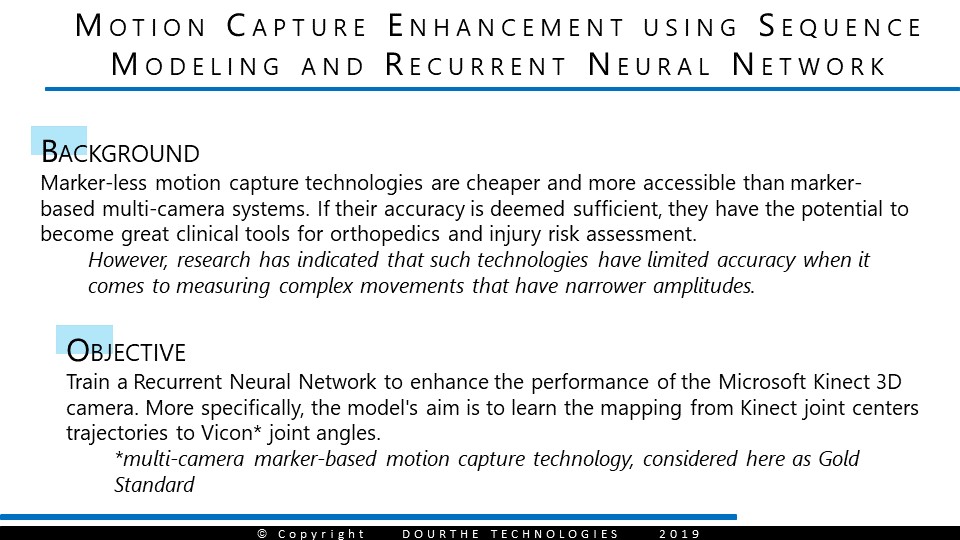 Motion Capture Enhancement using Sequence
Modeling and Recurrent Neural Network
Background
Marker-less motion capture technologies are cheaper and more accessible than marker-
based multi-camera systems. If their accuracy is deemed sufficient, they have the potential to
become great clinical tools for orthopedics and injury risk assessment.
However, research has indicated that such technologies have limited accuracy when it
comes to measuring complex movements that have narrower amplitudes.
Objective
Train a Recurrent Neural Network to enhance the performance of the Microsoft Kinect 3D
camera. More specifically, the model's aim is to learn the mapping from Kinect joint centers
trajectories to Vicon* joint angles.
*multi-camera marker-based motion capture technology, considered here as Gold
Standard
© Copyright DOURTHE TECHNOLOGIES 2019